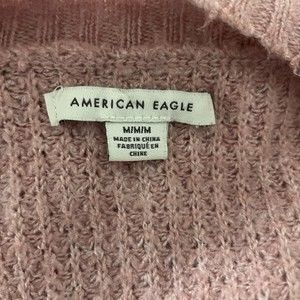 AMERICAN EAGLE
M/M/M
MADE IN CHINA
FABRIQUÉ EN
CHINE